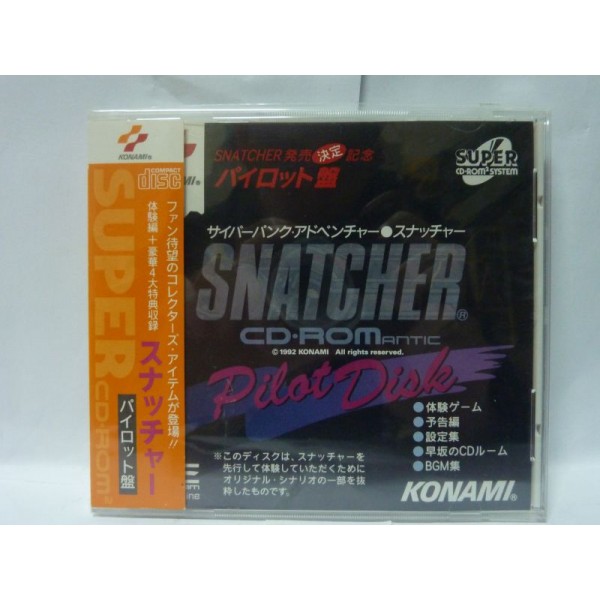 KONAMI®
COMPACT
DISC
SUPER CD-ROM²
ファン待望のコレクターズ・アイテムが登場!!
体験編+豪華4大特典収録
スナッチャー
パイロット盤
SNATCHER発売決定記念
パイロット盤
SUPER
CD-ROM² SYSTEM
サイバーパンク・アドベンチャー●スナッチャー
SNATCHER®
CD・ROMANTIC
©1992 KONAMI All rights reserved.
Pilot Disk
●体験ゲーム
●予告編
●設定集
●早坂のCDルーム
●BGM集
※このディスクは、スナッチャーを
先行して体験していただくために
オリジナル・シナリオの一部を抜
粋したものです。
KONAMI®